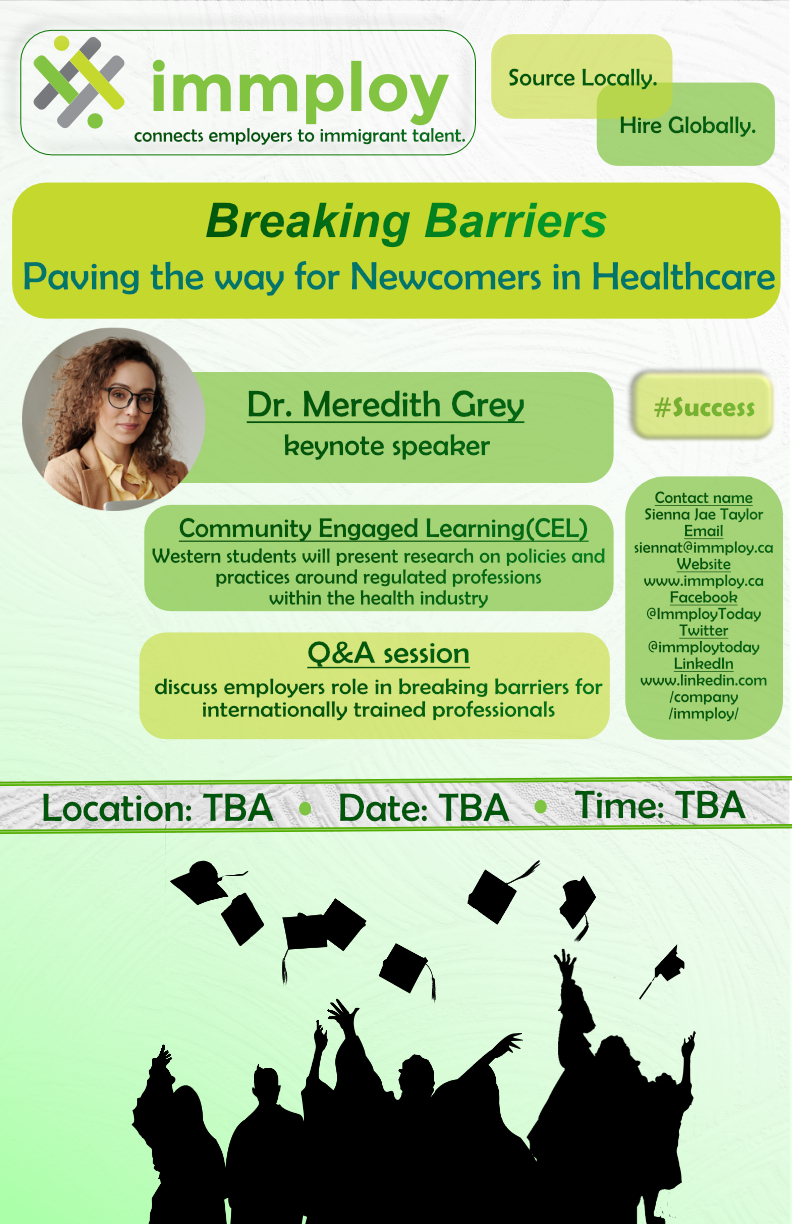 immploy
connects employers to immigrant talent.
Source Locally.
Hire Globally.
Breaking Barriers
Paving the way for Newcomers in Healthcare
Dr. Meredith Grey
keynote speaker
#Success
Community Engaged Learning(CEL)
Western students will present research on policies and
practices around regulated professions
within the health industry
Q&A session
discuss employers role in breaking barriers for
internationally trained professionals
Contact name
Sienna Jae Taylor
Email
siennat@immploy.ca
Website
www.immploy.ca
Facebook
@ImmployToday
Twitter
@immploytoday
LinkedIn
www.linkedin.com
/company
/immploy/
Location: TBA • Date: TBA • Time: TBA